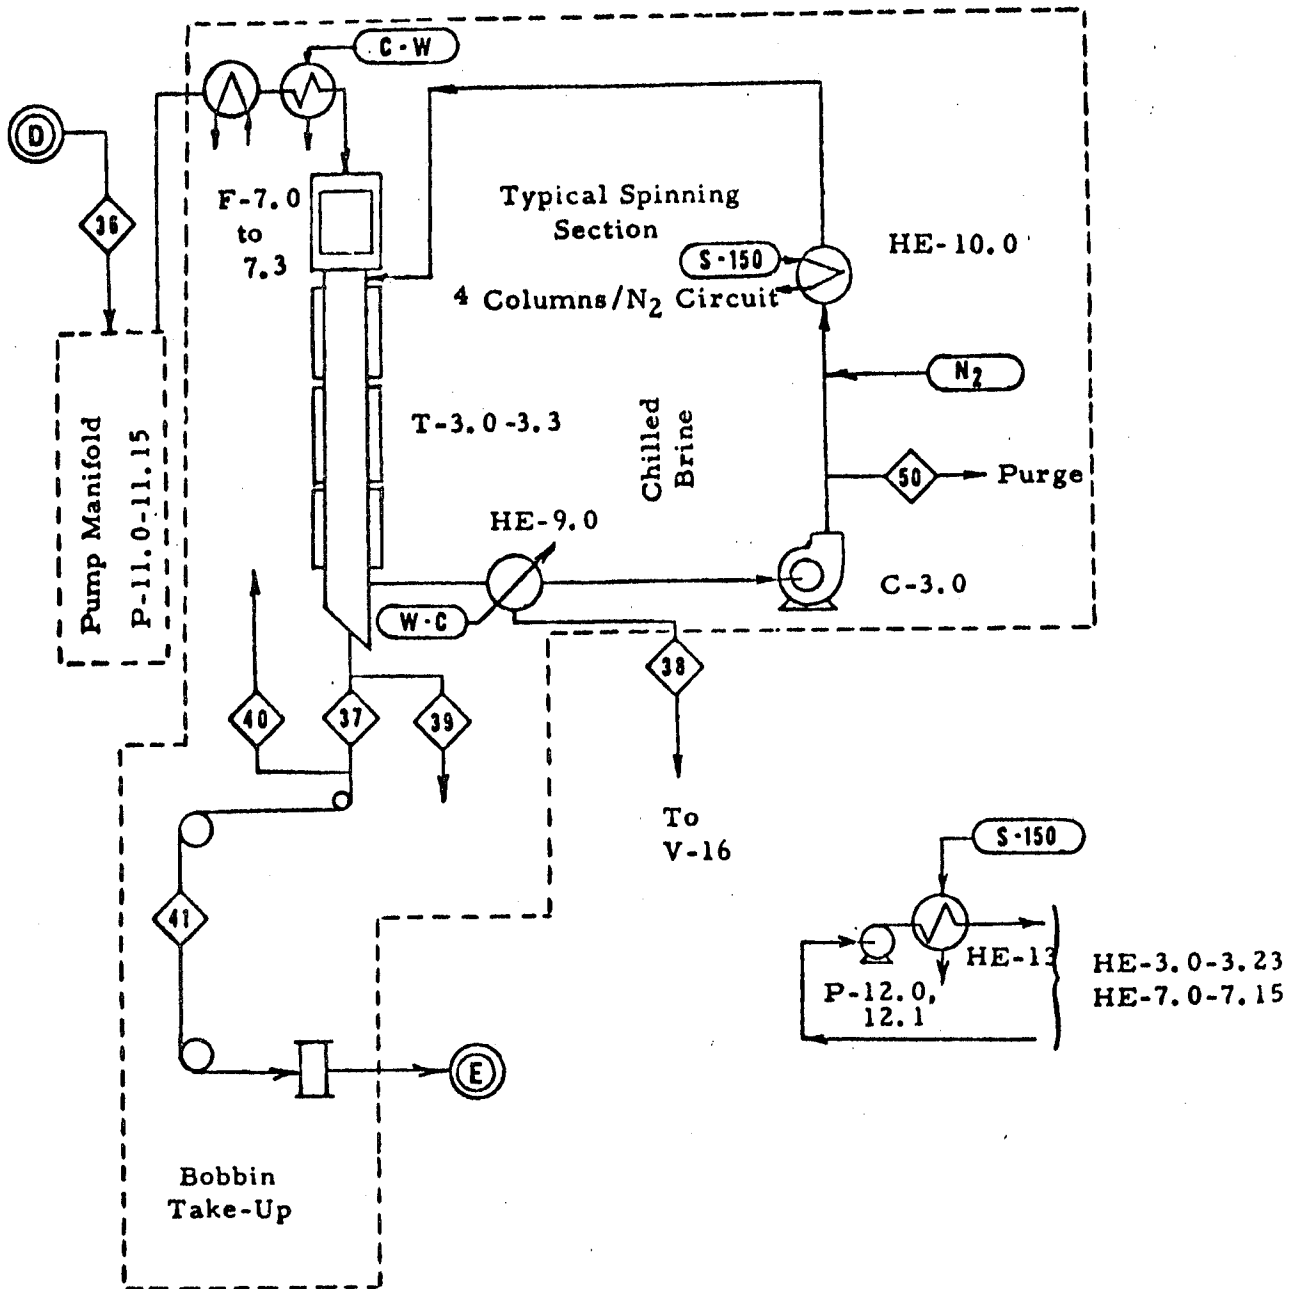 C-W
D
F-7.0
to
7.3
36
Typical Spinning
Section
HE-10.0
S-150
4 Columns/N2 Circuit
N2
T-3.0-3.3
Chilled
Brine
Pump Manifold
P-11.0-11.15
50
Purge
HE-9.0
C-3.0
W-C
38
40
37
39
To
V-16
S-150
41
HE-13
HE-3.0-3.23
P-12.0,
HE-7.0-7.15
12.1
E
Bobbin
Take-Up